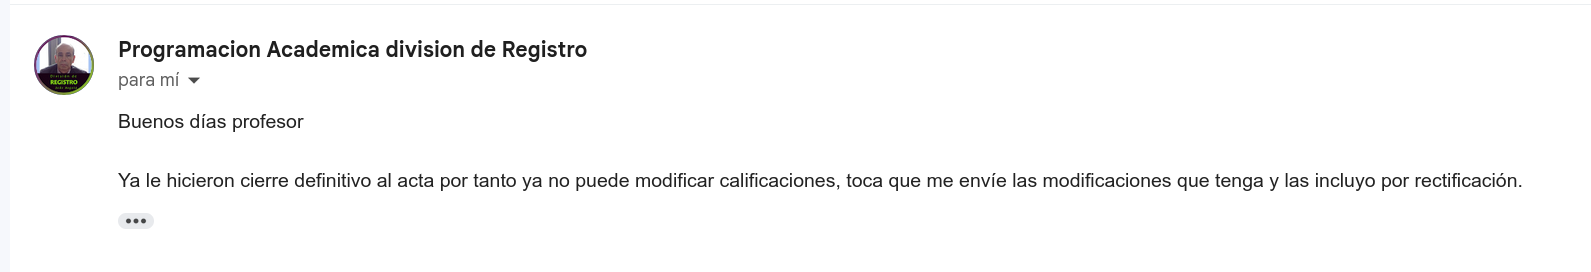 Programacion Academica division de Registro
para mí
Buenos días profesor
Ya le hicieron cierre definitivo al acta por tanto ya no puede modificar calificaciones, toca que me envíe las modificaciones que tenga y las incluyo por rectificación.
REGISTRO